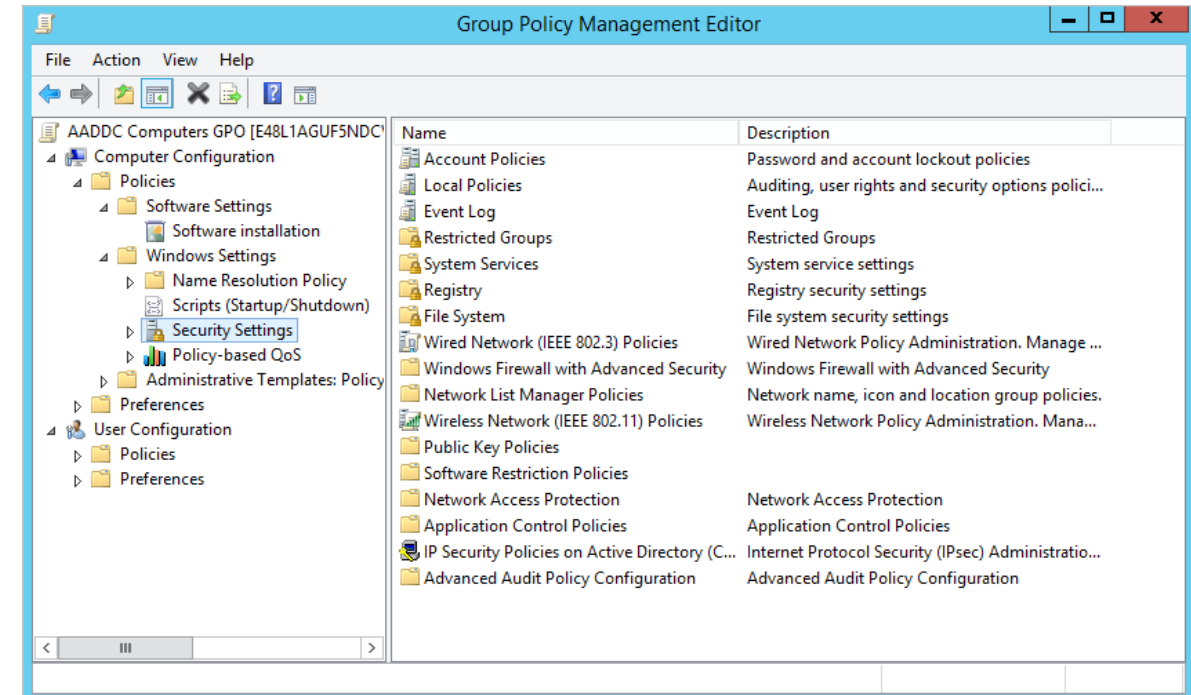 Group Policy Management Editor
File Action View Help
AADDC Computers GPO [E48L1AGUF5NDC
Computer Configuration
Policies
Software Settings
Software installation
Windows Settings
Name Resolution Policy
Scripts (Startup/Shutdown)
Security Settings
Policy-based QoS
Administrative Templates: Policy
Preferences
User Configuration
Policies
Preferences
Name Description
Account Policies Password and account lockout policies
Local Policies Auditing, user rights and security options polici...
Event Log Event Log
Restricted Groups Restricted Groups
System Services System service settings
Registry Registry security settings
File System File system security settings
Wired Network (IEEE 802.3) Policies Wired Network Policy Administration. Manage ...
Windows Firewall with Advanced Security Windows Firewall with Advanced Security
Network List Manager Policies Network name, icon and location group policies.
Wireless Network (IEEE 802.11) Policies Wireless Network Policy Administration. Mana...
Public Key Policies
Software Restriction Policies
Network Access Protection Network Access Protection
Application Control Policies Application Control Policies
IP Security Policies on Active Directory (C... Internet Protocol Security (IPsec) Administratio...
Advanced Audit Policy Configuration Advanced Audit Policy Configuration